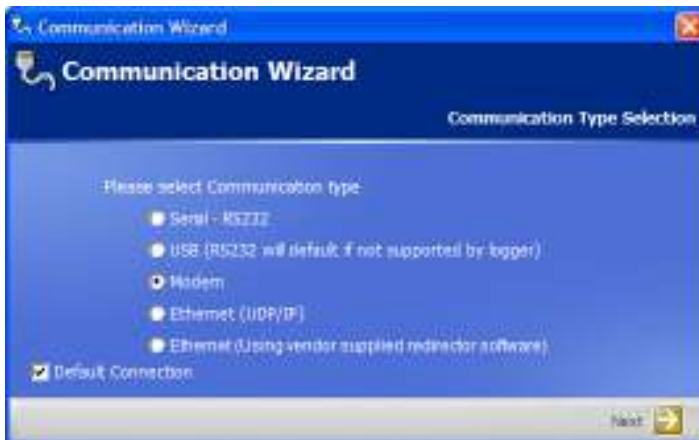 Communication Wizard
Communication Wizard
Communication Type Selection
Please select Communication type
Serial - RS232
USB (RS232 will default if not supported by logger)
Modem
Ethernet (UDP/IP)
Ethernet (Using vendor supplied redirector software)
Default Connection
Next